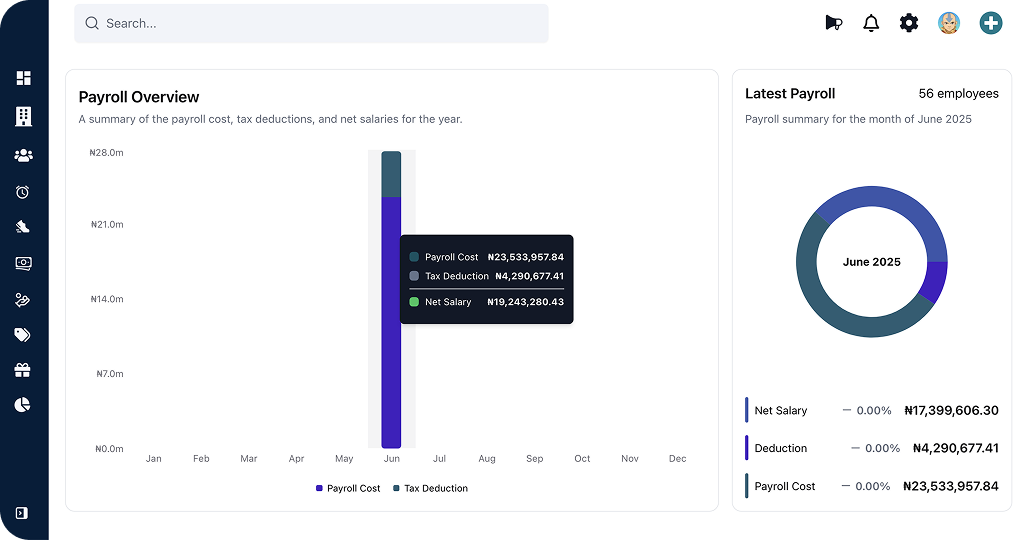 Search...
Payroll Overview
A summary of the payroll cost, tax deductions, and net salaries for the year.
₦28.0m
₦21.0m
₦14.0m
₦7.0m
₦0.0m
Payroll Cost ₦23,533,957.84
Tax Deduction ₦4,290,677.41
Net Salary ₦19,243,280.43
Jan Feb Mar Apr May Jun Jul Aug Sep Oct Nov Dec
Payroll Cost Tax Deduction
Latest Payroll 56 employees
Payroll summary for the month of June 2025
June 2025
Net Salary — 0.00% ₦17,399,606.30
Deduction — 0.00% ₦4,290,677.41
Payroll Cost — 0.00% ₦23,533,957.84